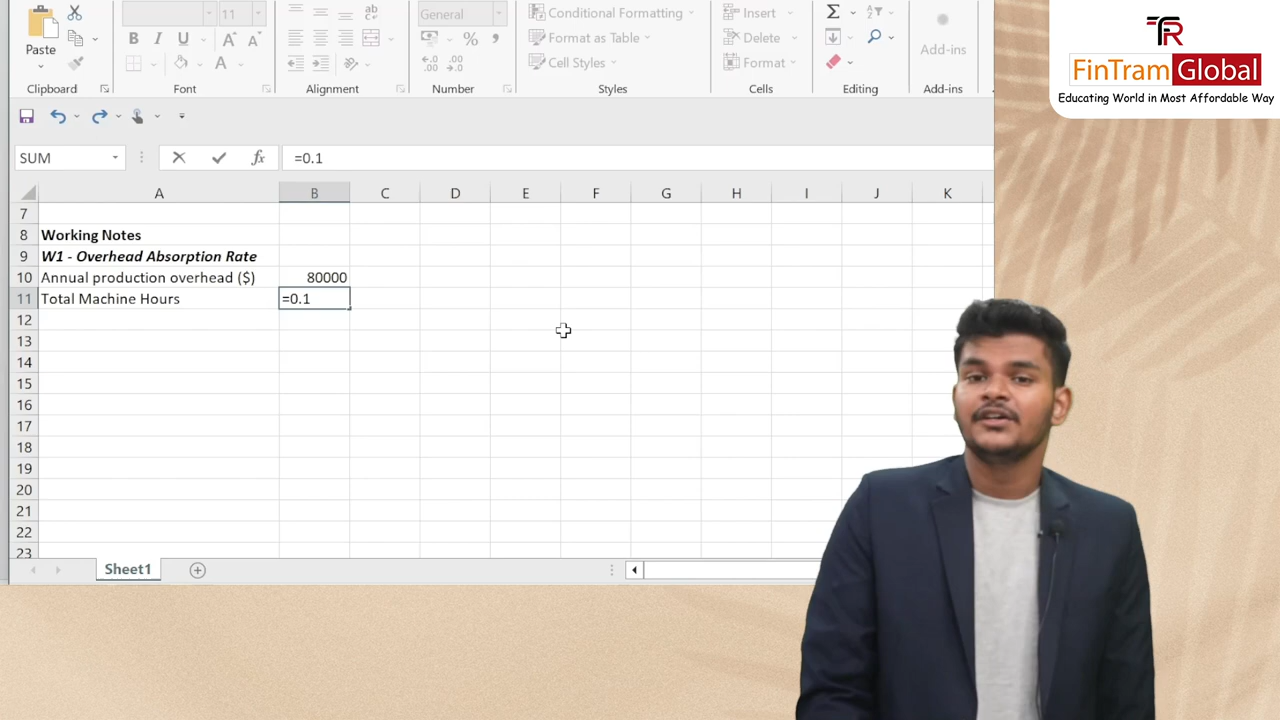 11
General
Conditional Formatting
Insert
Paste
B I U A A
Format as Table
Delete
Add-ins
A
Cell Styles
Format
Clipboard
Font
Alignment
Number
Styles
Cells
Editing
Add-ins
TR
FinTram Global
Educating World in Most Affordable Way
SUM
fx
=0.1
A B C D E F G H I J K
7
8 Working Notes
9 W1 - Overhead Absorption Rate
10 Annual production overhead ($) 80000
11 Total Machine Hours =0.1
12
13
14
15
16
17
18
19
20
21
22
23
Sheet1